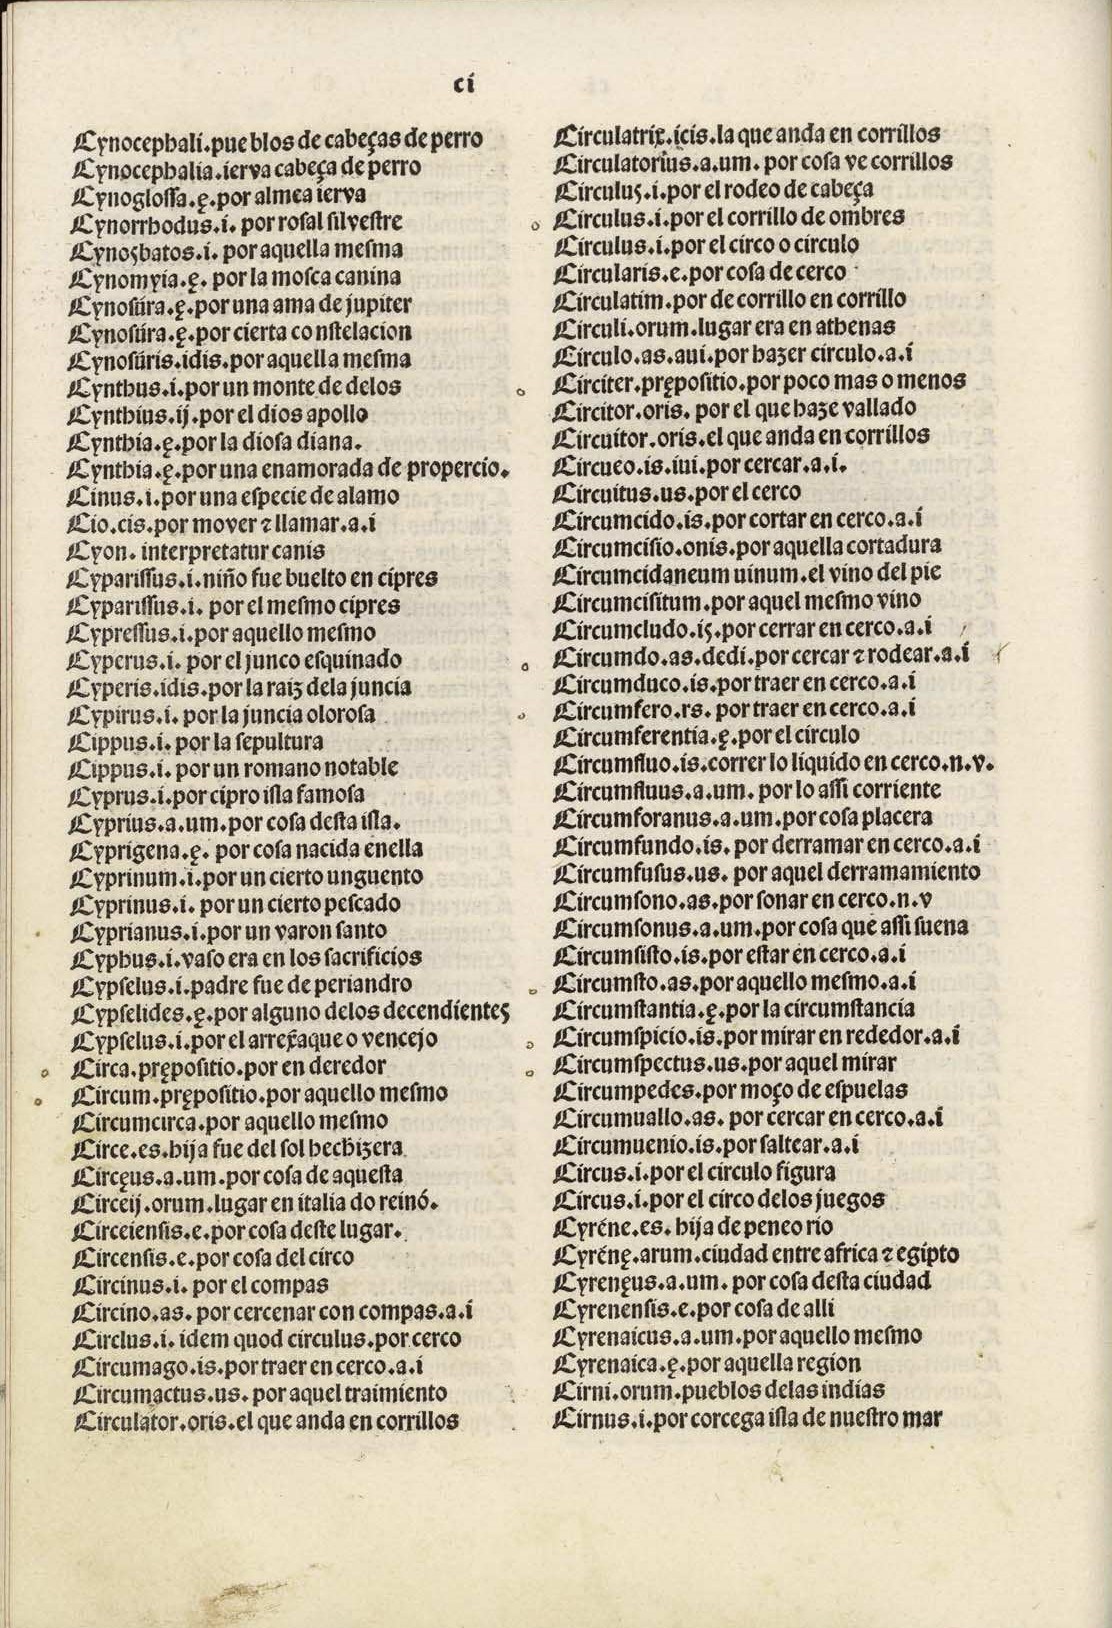 ci
Cynocephali.pueblos de cabeças de perro
Cynocephalia.ierva cabeça de perro
Cynoglossa.ę.por almea ierva
Cynorrhodus.i. por rosal silvestre
Cynosbatos.i. por aquella mesma
Cynomyia.ę. por la mosca canina
Cynosūra.ę.por una ama de jupiter
Cynosūra.ę.por cierta constelacion
Cynosūris.idis.por aquella mesma
Cynthus.i.por un monte de delos
Cynthius.ij.por el dios apollo
Cynthia.ę.por la diosa diana.
Cynthia.ę.por una enamorada de propercio.
Cinus.i.por una especie de alamo
Cio.cis.por mover ⁊ llamar.a.i
Cyon. interpretatur canis
Cyparissus.i.niño fue buelto en cipres
Cyparissus.i. por el mesmo cipres
Cypressus.i.por aquello mesmo
Cyperus.i. por el junco esquinado
Cyperis.idis.por la raiz dela juncia
Cypirus.i. por la juncia olorosa
Cippus.i. por la sepultura
Cippus.i. por un romano notable
Cyprus.i.por cipro isla famosa
Cyprius.a.um.por cosa desta isla.
Cyprigena.ę. por cosa nacida enella
Cyprinum.i.por un cierto unguento
Cyprinus.i. por un cierto pescado
Cyprianus.i.por un varon santo
Cyphus.i.vaso era en los sacrificios
Cypselus.i.padre fue de periandro
Cypselides.ę.por alguno delos decendientes
Cypselus.i.por el arrexaque o vencejo
Circa.prępositio.por en deredor
Circum.prępositio.por aquello mesmo
Circumcirca.por aquello mesmo
Circe.es.hija fue del sol hechizera
Circęus.a.um.por cosa de aquesta
Circeij.orum.lugar en italia do reinó.
Circeiensis.e.por cosa deste lugar.
Circensis.e.por cosa del circo
Circinus.i. por el compas
Circino.as. por cercenar con compas.a.i
Circlus.i. idem quod circulus.por cerco
Circumago.is.por traer en cerco.a.i
Circumactus.us. por aquel traimiento
Circulator.oris.el que anda en corrillos
Circulatrix.icis.la que anda en corrillos
Circulatorius.a.um. por cosa ve corrillos
Circulus.i.por el rodeo de cabeça
Circulus.i.por el corrillo de ombres
Circulus.i.por el circo o circulo
Circularis.e.por cosa de cerco
Circulatim.por de corrillo en corrillo
Circuli.orum.lugar era en athenas
Circulo.as.aui.por hazer circulo.a.i
Circiter.prępositio.por poco mas o menos
Circitor.oris. por el que haze vallado
Circuitor.oris.el que anda en corrillos
Circueo.is.iui.por cercar.a.i.
Circuitus.us.por el cerco
Circumcido.is.por cortar en cerco.a.i
Circumcisio.onis.por aquella cortadura
Circumcidaneum uinum.el vino del pie
Circumcisitum.por aquel mesmo vino
Circumcludo.is.por cerrar en cerco.a.i
Circumdo.as.dedi.por cercar ⁊ rodear.a.i
Circumduco.is.por traer en cerco.a.i
Circumfero.rs. por traer en cerco.a.i
Circumferentia.ę.por el circulo
Circumfluo.is.correr lo liquido en cerco.n.v.
Circumfluus.a.um. por lo assi corriente
Circumforanus.a.um.por cosa placera
Circumfundo.is. por derramar en cerco.a.i
Circumfusus.us. por aquel derramamiento
Circumsono.as.por sonar en cerco.n.v
Circumsonus.a.um.por cosa que assi suena
Circumsisto.is.por estar en cerco.a.i
Circumsto.as.por aquello mesmo.a.i
Circumstantia.ę.por la circumstancia
Circumspicio.is.por mirar en rededor.a.i
Circumspectus.us.por aquel mirar
Circumpedes.por moço de espuelas
Circumuallo.as. por cercar en cerco.a.i
Circumuenio.is.por saltear.a.i
Circus.i.por el circulo figura
Circus.i.por el circo delos juegos
Cyréne.es. hija de peneo rio
Cyrénę.arum.ciudad entre africa ⁊ egipto
Cyrenęus.a.um. por cosa desta ciudad
Cyrenensis.e.por cosa de alli
Cyrenaicus.a.um.por aquello mesmo
Cyrenaica.ę.por aquella region
Cirni.orum.pueblos delas indias
Cirnus.i.por corcega isla de nuestro mar